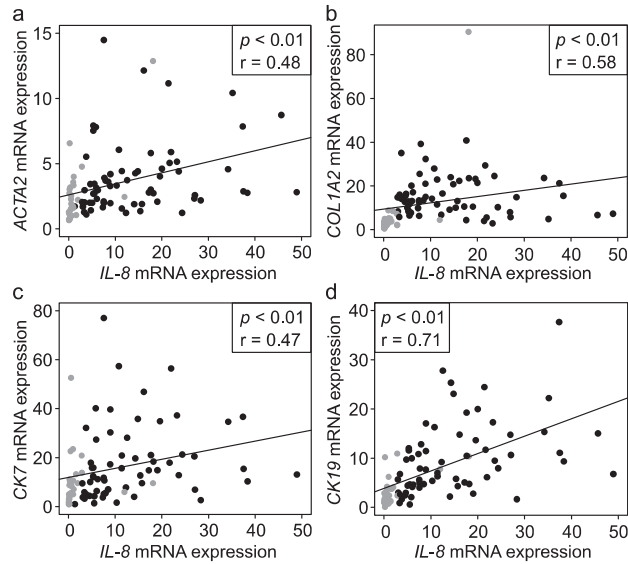 a
p < 0.01
r = 0.48
ACTA2 mRNA expression
15
10
5
0
0 10 20 30 40 50
IL-8 mRNA expression
b
p < 0.01
r = 0.58
COL1A2 mRNA expression
80
60
40
20
0
0 10 20 30 40 50
IL-8 mRNA expression
c
p < 0.01
r = 0.47
CK7 mRNA expression
80
60
40
20
0
0 10 20 30 40 50
IL-8 mRNA expression
d
p < 0.01
r = 0.71
CK19 mRNA expression
40
30
20
10
0
0 10 20 30 40 50
IL-8 mRNA expression